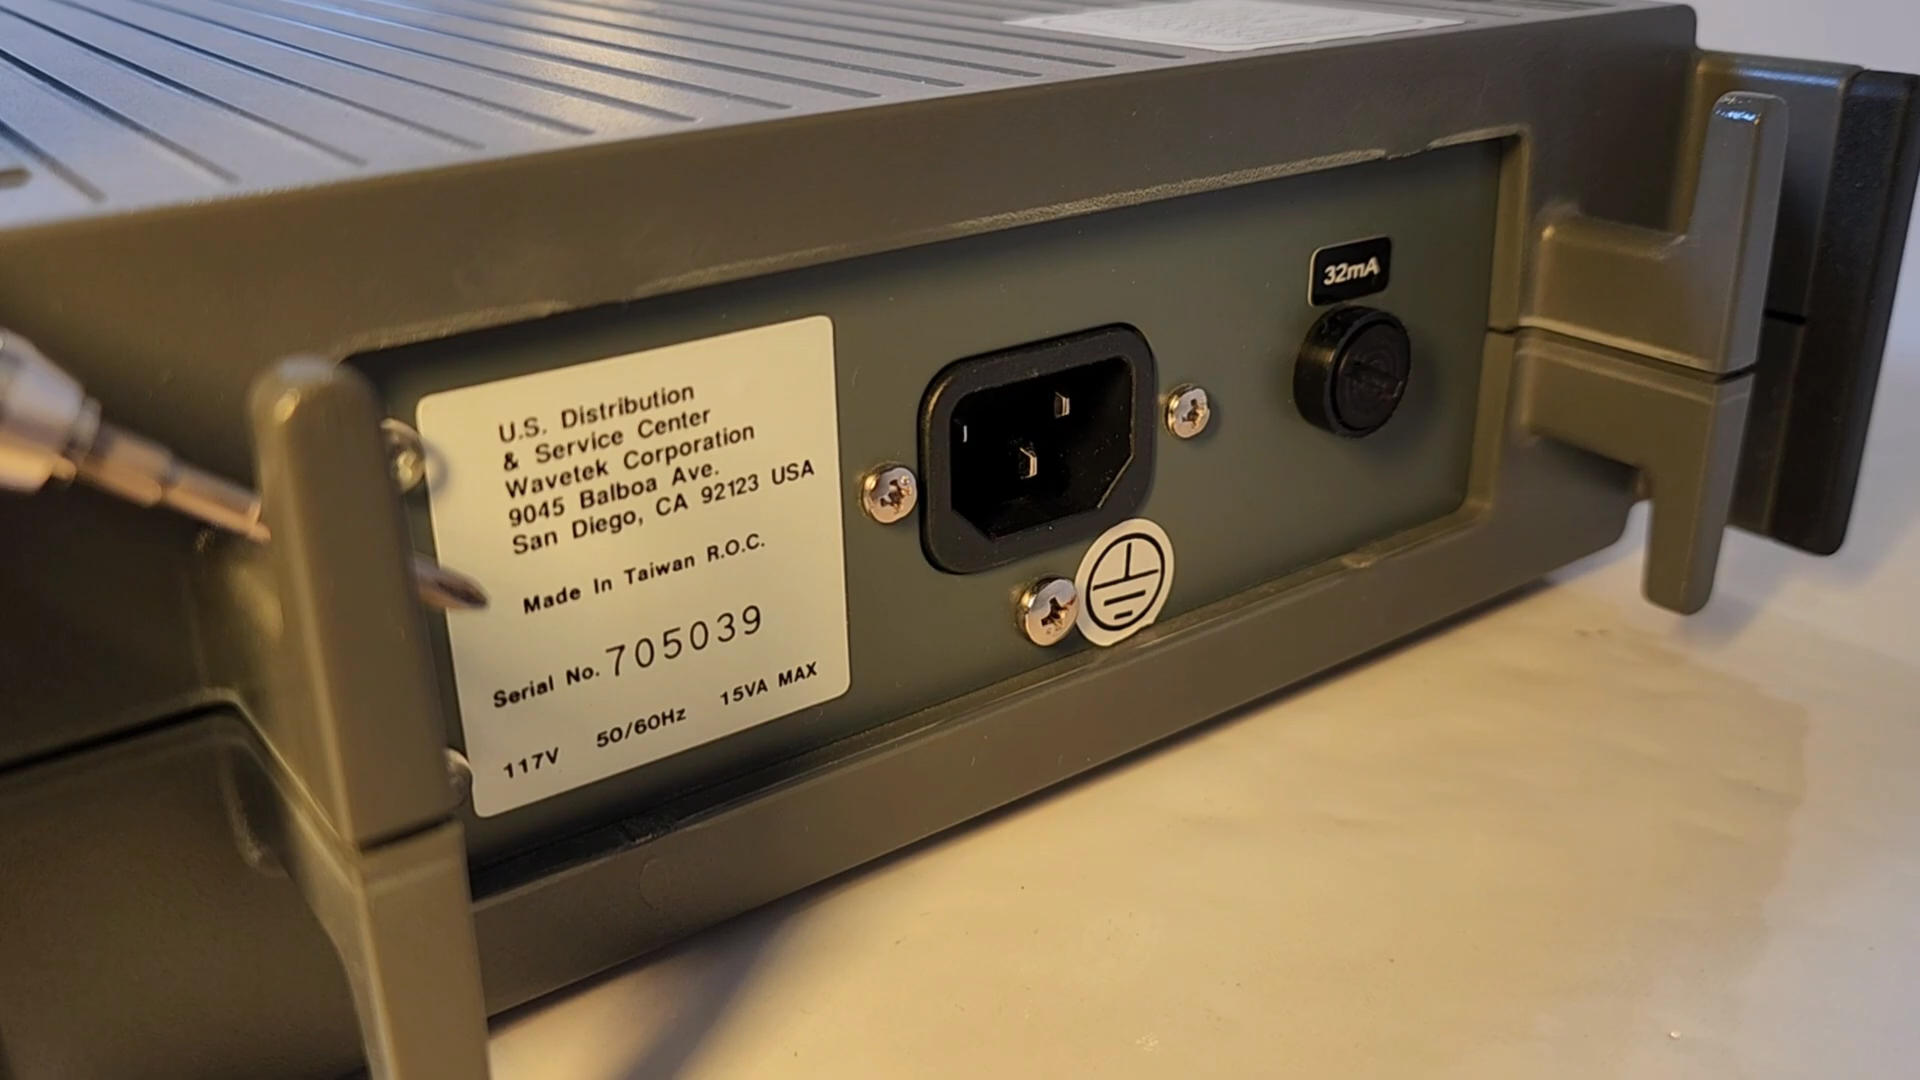 U.S. Distribution
& Service Center
Wavetek Corporation
9045 Balboa Ave.
San Diego, CA 92123 USA
Made In Taiwan R.O.C.
Serial No. 705039
117V 50/60Hz 15VA MAX
32mA